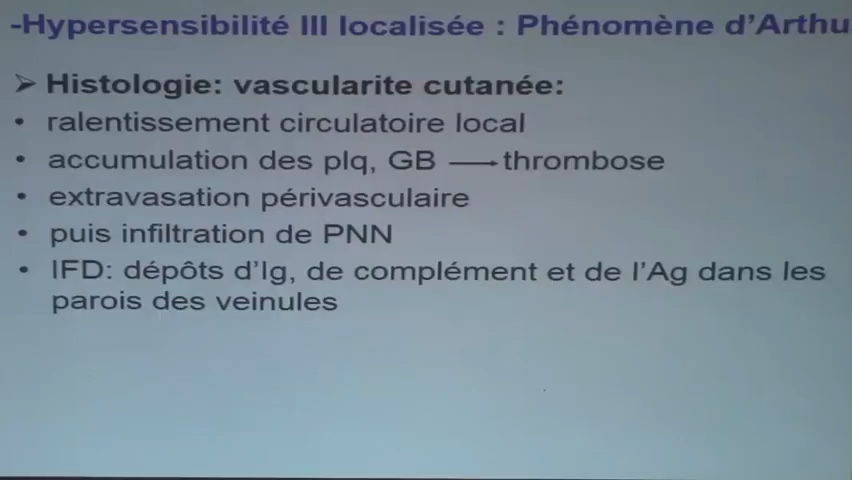 -Hypersensibilité III localisée : Phénomène d'Arthu
➢ Histologie: vascularite cutanée:
• ralentissement circulatoire local
• accumulation des plq, GB ⟶ thrombose
• extravasation périvasculaire
• puis infiltration de PNN
• IFD: dépôts d'Ig, de complément et de l'Ag dans les
parois des veinules